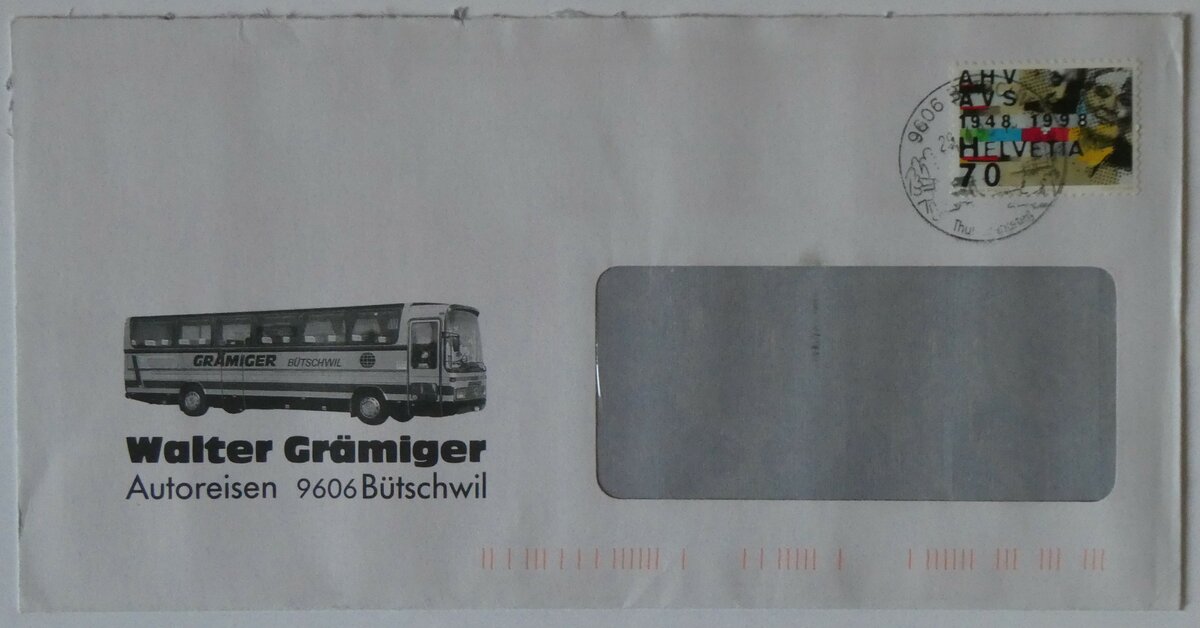 AHV
AVS
1948 1998
HELVETIA
70
9606
GRÄMIGER BÜTSCHWIL
Walter Grämiger
Autoreisen 9606 Bütschwil